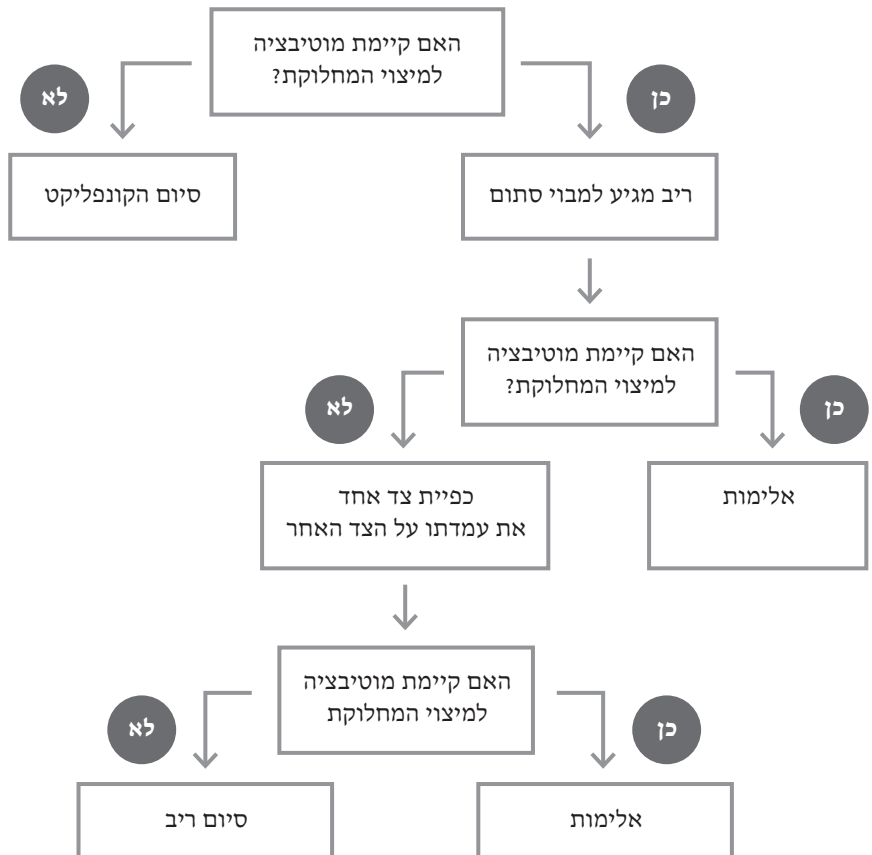 האם קיימת מוטיבציה
למיצוי המחלוקת?
כן
לא
ריב מגיע למבוי סתום
סיום הקונפליקט
האם קיימת מוטיבציה
למיצוי המחלוקת?
כן
לא
אלימות
כפיית צד אחד
את עמדתו על הצד האחר
האם קיימת מוטיבציה
למיצוי המחלוקת
כן
לא
אלימות
סיום ריב